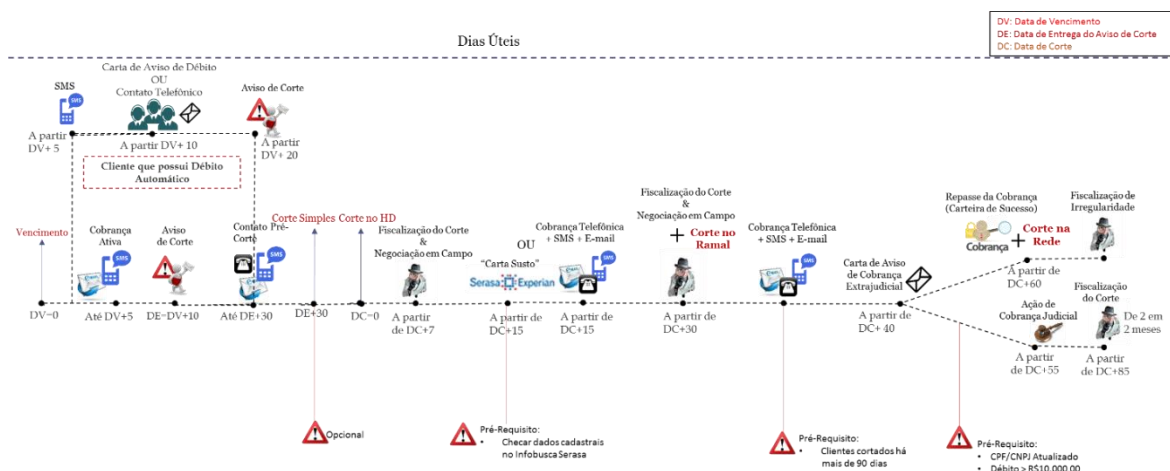 DV: Data de Vencimento
DE: Data de Entrega do Aviso de Corte
DC: Data de Corte
Dias Úteis
SMS
SMS
Carta de Aviso de Débito
OU
Contato Telefônico
Aviso de Corte
A partir
DV+ 5
A partir DV+ 10
A partir
DV+ 20
Cliente que possui Débito
Automático
Vencimento
Cobrança
Ativa
SMS
Aviso
de Corte
Contato Pré-
Corte
SMS
Corte Simples
Corte no HD
Fiscalização do Corte
&
Negociação em Campo
OU
"Carta Susto"
Serasa Experian
Cobrança Telefônica
+ SMS + E-mail
SMS
Fiscalização do Corte
&
Negociação em Campo
+ Corte no
Ramal
Cobrança Telefônica
+ SMS + E-mail
SMS
Carta de Aviso
de Cobrança
Extrajudicial
Repasse da Cobrança
(Carteira de Sucesso)
Cobrança
+ Corte na
Rede
Fiscalização de
Irregularidade
A partir de
DC+60
Ação de
Cobrança Judicial
Fiscalização
do Corte
De 2 em
2 meses
A partir
de DC+55
A partir
de DC+85
DV=0
Até DV+5
DE=DV+10
Até DE+30
DE+30
DC=0
A partir
de DC+7
A partir de
DC+15
A partir de
DC+15
A partir de
DC+30
A partir de
DC+ 40
Opcional
Pré-Requisito:
• Checar dados cadastrais
no Infobusca Serasa
Pré-Requisito:
• Clientes cortados há
mais de 90 dias
Pré-Requisito:
• CPF/CNPJ Atualizado
• Débito > R$10.000,00